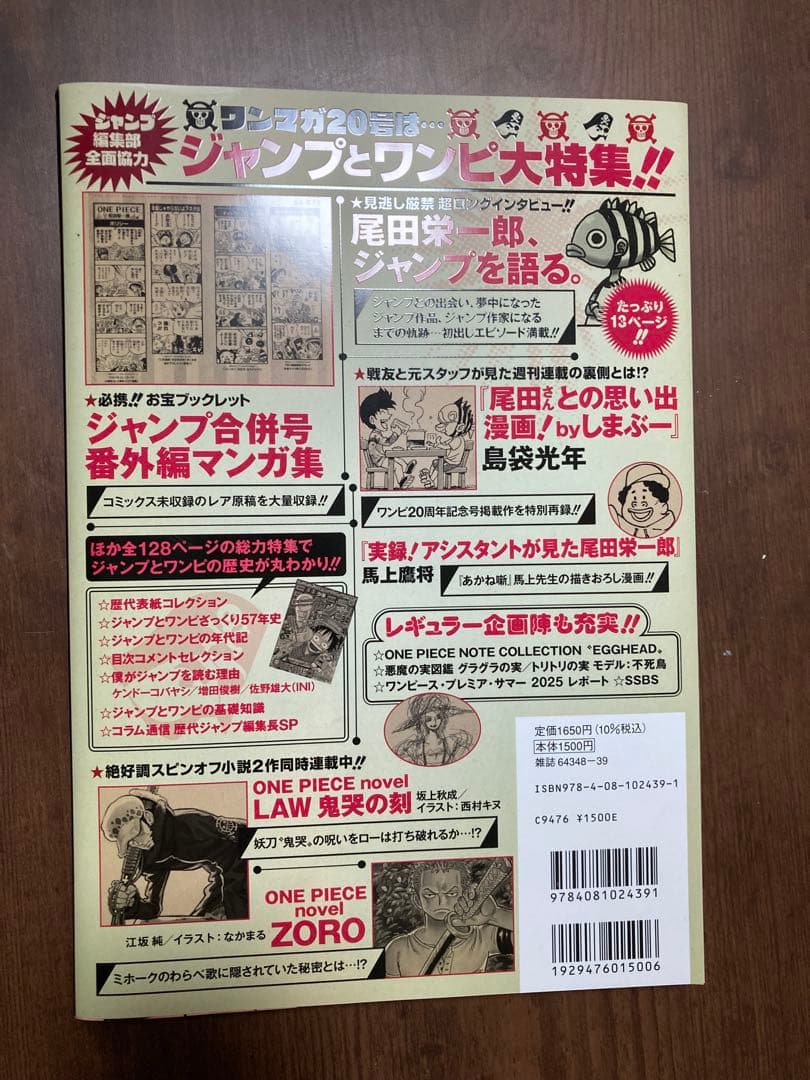 ジャンプ
編集部
全面協力
ワンマガ20号は…
ジャンプとワンピ大特集!!
★見逃し厳禁 超ロングインタビュー!!
尾田栄一郎、
ジャンプを語る。
ジャンプとの出会い、夢中になった
ジャンプ作品、ジャンプ作家になる
までの軌跡…初出しエピソード満載!!
たっぷり
13ページ
!!
ONE PIECE
★必携!! お宝ブックレット
ジャンプ合併号
番外編マンガ集
コミックス未収録のレア原稿を大量収録!!
★戦友と元スタッフが見た週刊連載の裏側とは!?
『尾田さんとの思い出
漫画!byしまぶー』
島袋光年
ワンピ20周年記念号掲載作を特別再録!!
『実録!アシスタントが見た尾田栄一郎』
馬上鷹将
『あかね噺』馬上先生の描きおろし漫画!!
ほか全128ページの総力特集で
ジャンプとワンピの歴史が丸わかり!!
☆歴代表紙コレクション
☆ジャンプとワンピざっくり57年史
☆ジャンプとワンピの年代記
☆目次コメントセレクション
☆僕がジャンプを読む理由
ケンドーコバヤシ/増田俊樹/佐野雄大(INI)
☆ジャンプとワンピの基礎知識
☆コラム通信 歴代ジャンプ編集長SP
レギュラー企画陣も充実!!
☆ONE PIECE NOTE COLLECTION “EGGHEAD”
☆悪魔の実図鑑 グラグラの実/トリトリの実 モデル:不死鳥
☆ワンピース・プレミア・サマー 2025 レポート ☆SSBS
★絶好調スピンオフ小説2作同時連載中!!
ONE PIECE novel
LAW 鬼哭の刻
坂上秋成/
イラスト:西村キヌ
妖刀“鬼哭”の呪いをローは打ち破れるか…!?
ONE PIECE
novel
ZORO
江坂 純/イラスト:なかまる
ミホークのわらべ歌に隠されていた秘密とは…!?
定価1650円(10%税込)
本体1500円
雑誌 64348-39
ISBN978-4-08-102439-1
C9476 ¥1500E
9784081024391
1929476015006